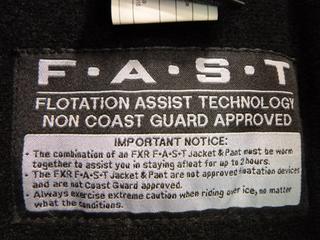 F·A·S·T
FLOTATION ASSIST TECHNOLOGY
NON COAST GUARD APPROVED
IMPORTANT NOTICE:
- The combination of an FXR F·A·S·T Jacket & Pant must be worn
together to assist you in staying afloat for up to 2 hours.
- The FXR F·A·S·T Jacket & Pant are not approved floatation devices
and are not Coast Guard approved.
- Always exercise extreme caution when riding over ice, no matter
what the conditions.